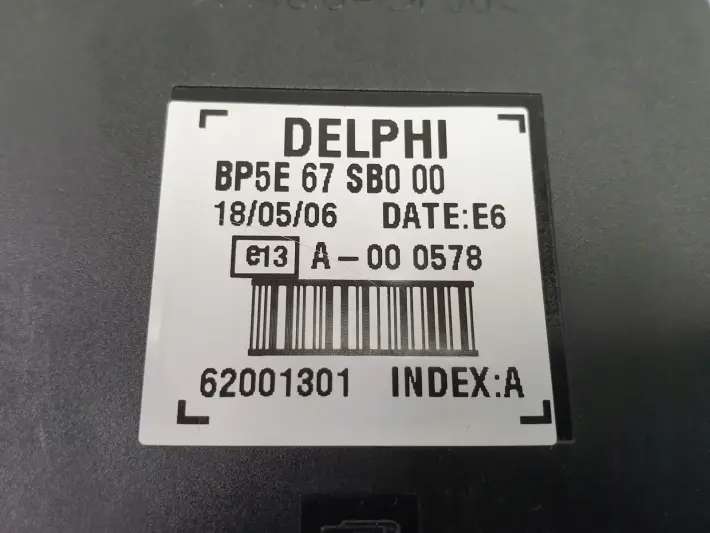 DELPHI
BP5E 67 SB0 00
18/05/06 DATE:E6
e13 A-00 0578
62001301 INDEX:A